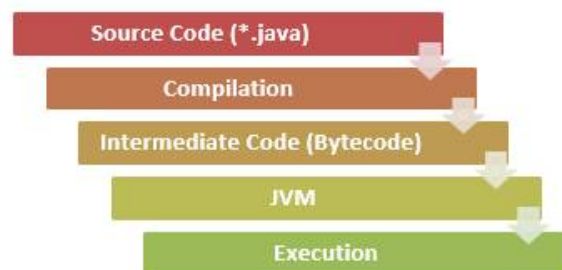 Source Code (*.java)
Compilation
Intermediate Code (Bytecode)
JVM
Execution